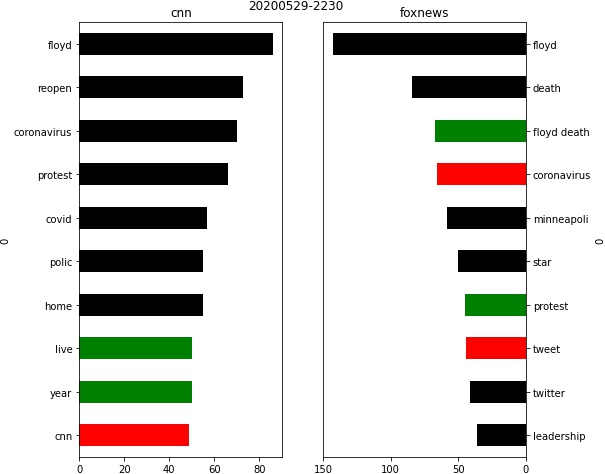 20200529-2230
cnn
foxnews
floyd
reopen
coronavirus
protest
covid
polic
home
live
year
cnn
0
0 20 40 60 80
floyd
death
floyd death
coronavirus
minneapoli
star
protest
tweet
twitter
leadership
0
150 100 50 0